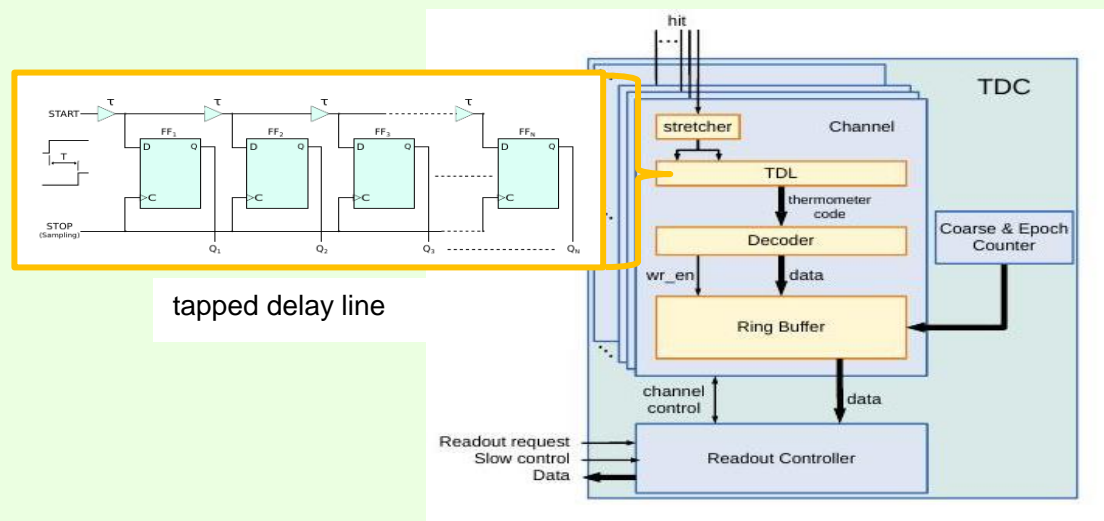 hit
TDC
τ τ τ τ
START
FF1 FF2 FF3 FFN
D Q D Q D Q D Q
T
C C C C
STOP
(Sampling)
Q1 Q2 Q3 QN
tapped delay line
stretcher
Channel
TDL
thermometer
code
Decoder
wr_en
data
Ring Buffer
Coarse & Epoch
Counter
channel
control
data
Readout request
Slow control
Data
Readout Controller